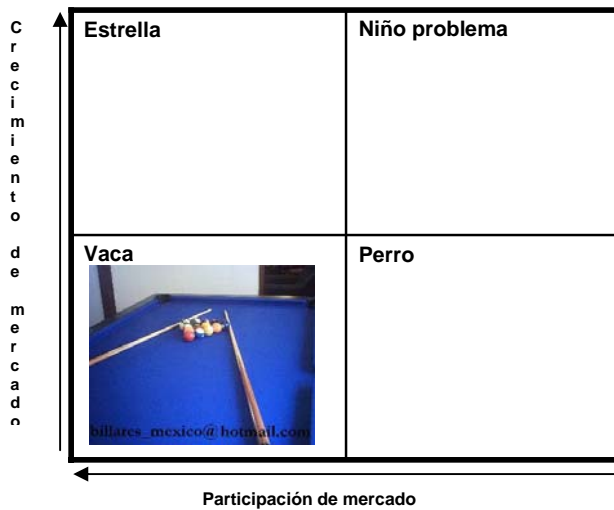 Crecimiento de mercado
Estrella
Niño problema
Vaca
Perro
billares_mexico@hotmail.com
Participación de mercado